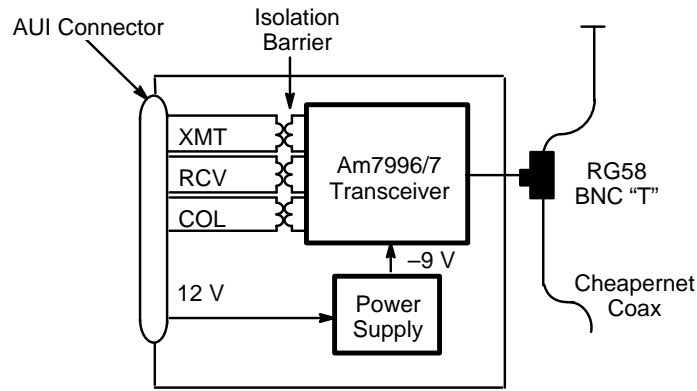 AUI Connector
Isolation
Barrier
XMT
RCV
COL
Am7996/7
Transceiver
RG58
BNC “T”
–9 V
12 V
Power
Supply
Cheapernet
Coax